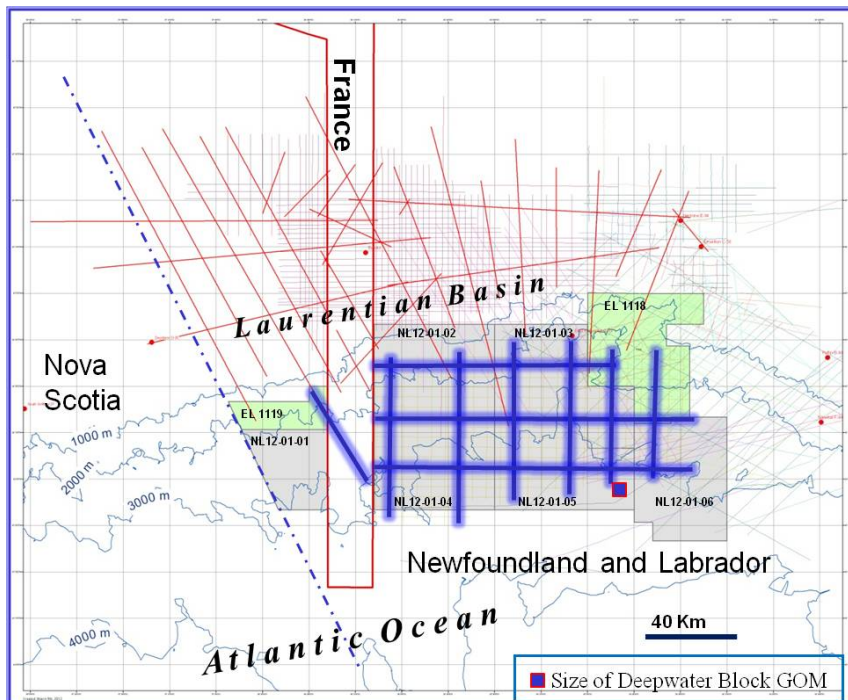 France
Laurentian Basin
EL 1118
NL12-01-02
NL12-01-03
Nova
Scotia
EL 1119
NL12-01-01
1000 m
2000 m
3000 m
NL12-01-04
NL12-01-05
NL12-01-06
Newfoundland and Labrador
4000 m
Atlantic Ocean
40 Km
Size of Deepwater Block GOM